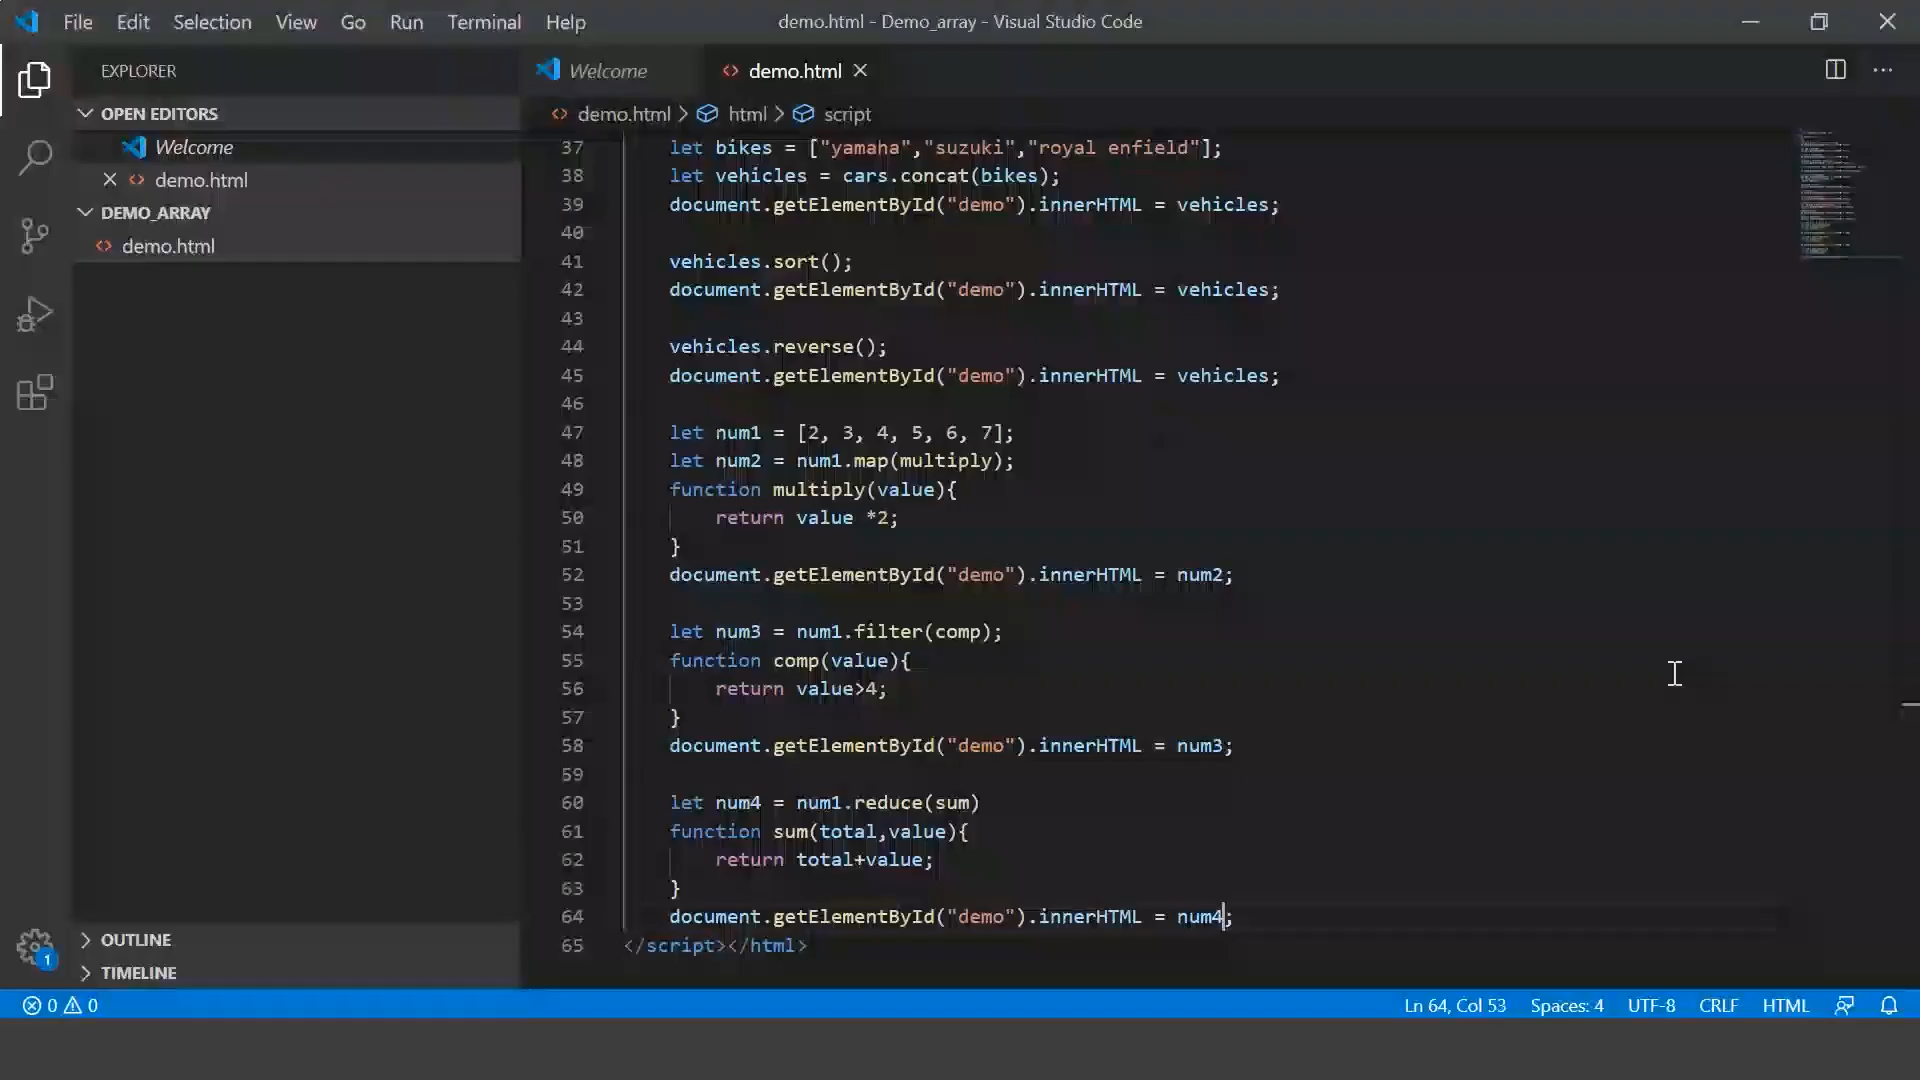 File Edit Selection View Go Run Terminal Help demo.html - Demo_array - Visual Studio Code
EXPLORER
OPEN EDITORS
Welcome
demo.html
DEMO_ARRAY
demo.html
OUTLINE
TIMELINE
Welcome demo.html
demo.html > html > script
37 let bikes = ["yamaha","suzuki","royal enfield"];
38 let vehicles = cars.concat(bikes);
39 document.getElementById("demo").innerHTML = vehicles;
40
41 vehicles.sort();
42 document.getElementById("demo").innerHTML = vehicles;
43
44 vehicles.reverse();
45 document.getElementById("demo").innerHTML = vehicles;
46
47 let num1 = [2, 3, 4, 5, 6, 7];
48 let num2 = num1.map(multiply);
49 function multiply(value){
50 return value *2;
51 }
52 document.getElementById("demo").innerHTML = num2;
53
54 let num3 = num1.filter(comp);
55 function comp(value){
56 return value>4;
57 }
58 document.getElementById("demo").innerHTML = num3;
59
60 let num4 = num1.reduce(sum)
61 function sum(total,value){
62 return total+value;
63 }
64 document.getElementById("demo").innerHTML = num4;
65 </script></html>
1
0 0 Ln 64, Col 53 Spaces: 4 UTF-8 CRLF HTML